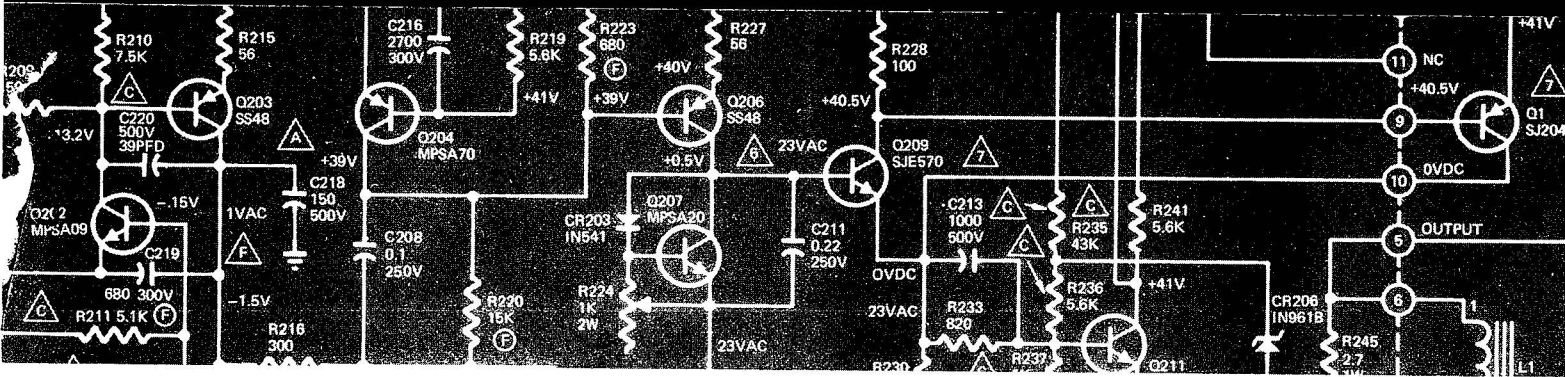 R210
7.5K
C
R215
56
Q203
SS48
C220
500V
39PFD
A
-.15V
MPSA09
C219
680 300V
C
R211 5.1K F
1VAC
F
-1.5V
R216
300
C218
150
500V
+39V
C216
2700
300V
R219
5.6K
+41V
Q204
MPSA70
C208
0.1
250V
R220
15K
F
R223
680
F
+39V
+40V
R227
56
Q206
SS48
+0.5V
6
CR203
IN541
Q207
MPSA20
R224
1K
2W
23VAC
C211
0.22
250V
23VAC
R228
100
+40.5V
Q209
SJE570
7
0VDC
23VAC
C213
1000
500V
C
C
C
R235
43K
R236
5.6K
R233
820
R230
R237
R241
5.6K
+41V
Q211
CR206
IN961B
11 NC
+40.5V
9
10
0VDC
5
OUTPUT
6
R245
2.7
1
L1
+41V
7
Q1
SJ204